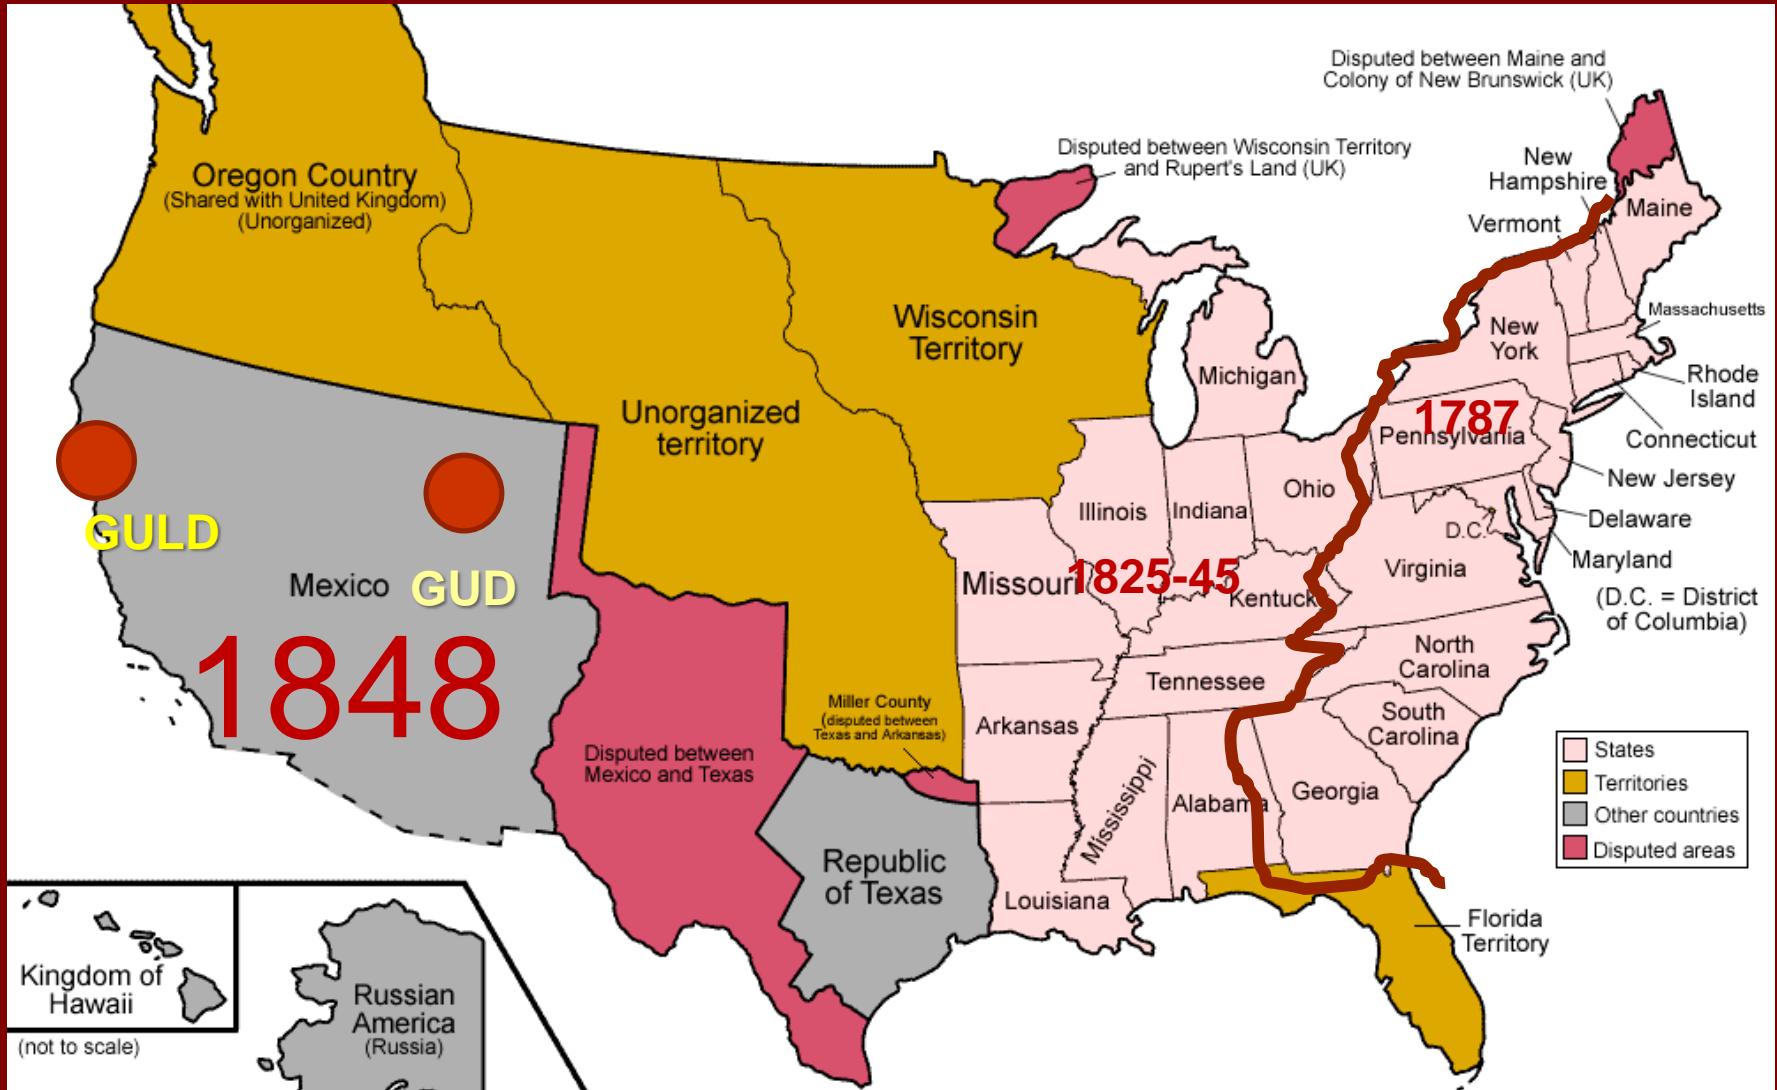 Disputed between Maine and
Colony of New Brunswick (UK)
Disputed between Wisconsin Territory
and Rupert's Land (UK)
New
Hampshire
Vermont
Maine
Oregon Country
(Shared with United Kingdom)
(Unorganized)
Wisconsin
Territory
Massachusetts
New
York
Michigan
Rhode
Island
Unorganized
territory
1787
Pennsylvania
Connecticut
New Jersey
Ohio
Illinois
Indiana
Delaware
D.C.
GULD
Maryland
Virginia
Mexico
GUD
Missouri
1825-45
Kentucky
(D.C. = District
of Columbia)
1848
North
Carolina
Tennessee
Miller County
(disputed between
Texas and Arkansas)
Arkansas
South
Carolina
Disputed between
Mexico and Texas
Mississippi
Alabama
Georgia
States
Territories
Other countries
Disputed areas
Republic
of Texas
Louisiana
Florida
Territory
Kingdom of
Hawaii
(not to scale)
Russian
America
(Russia)